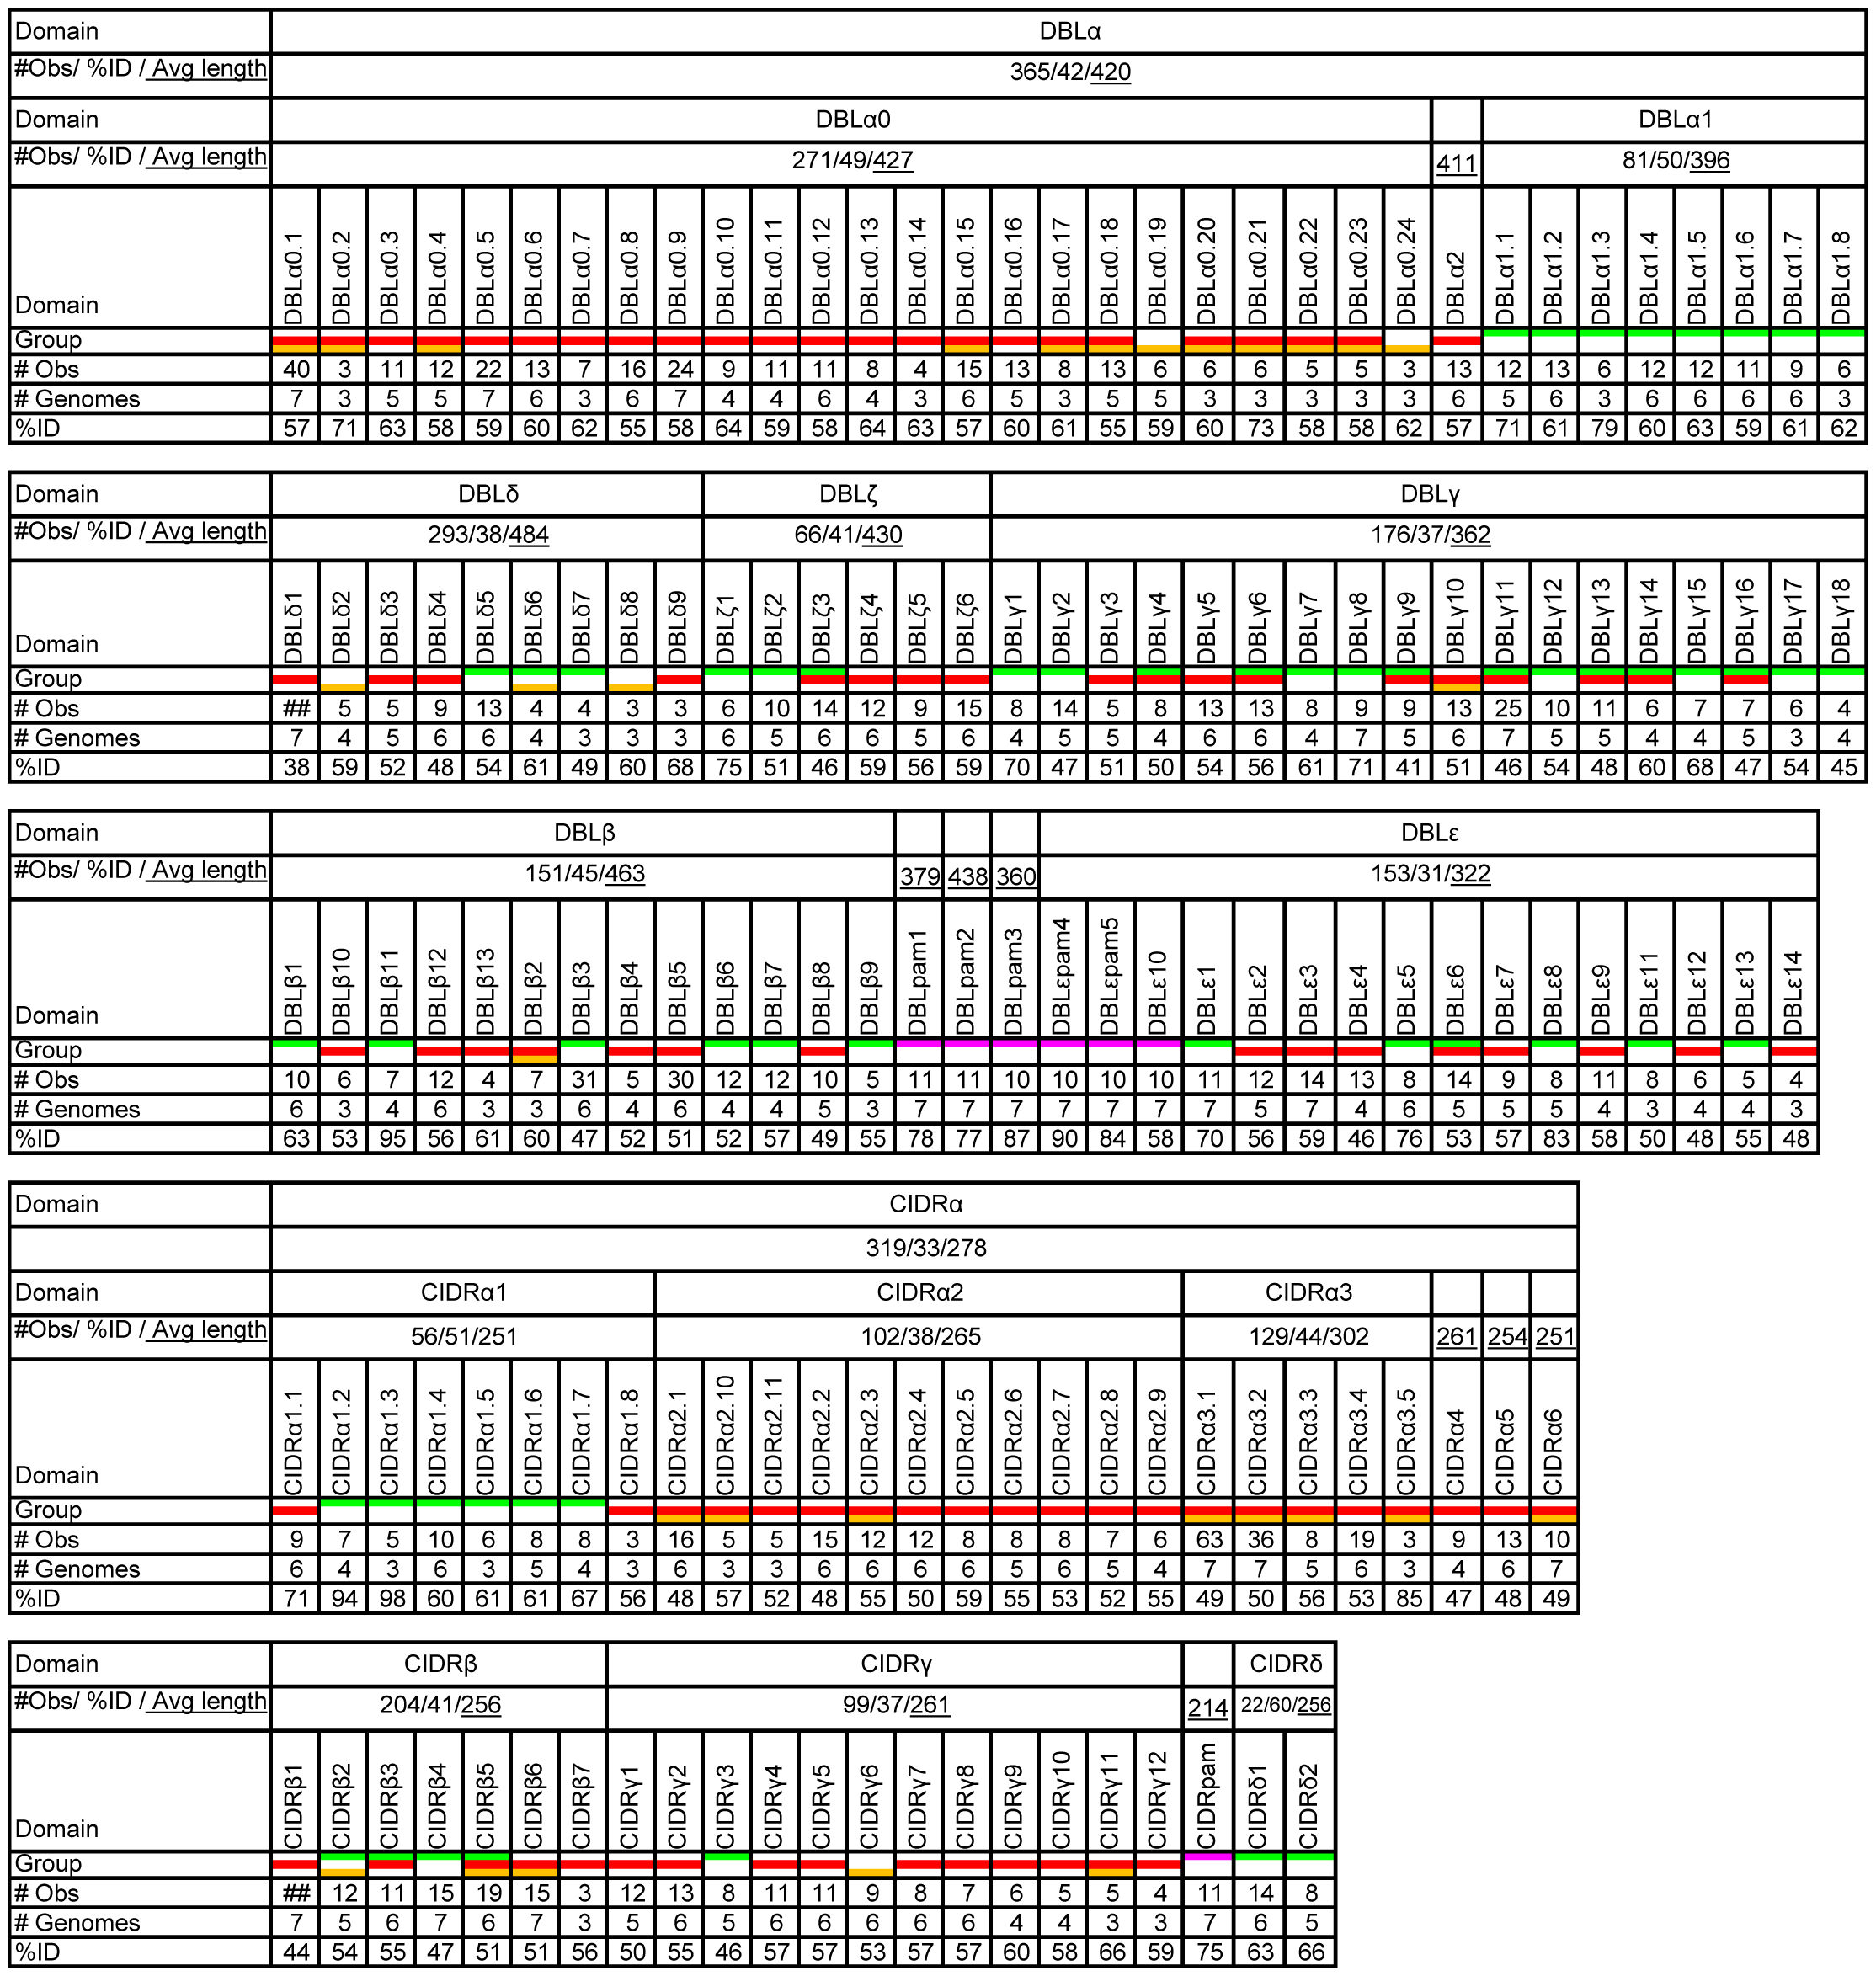 Domain DBLα
#Obs/ %ID / Avg length 365/42/420
Domain DBLα0 DBLα1
#Obs/ %ID / Avg length 271/49/427 411 81/50/396
Domain DBLα0.1 DBLα0.2 DBLα0.3 DBLα0.4 DBLα0.5 DBLα0.6 DBLα0.7 DBLα0.8 DBLα0.9 DBLα0.10 DBLα0.11 DBLα0.12 DBLα0.13 DBLα0.14 DBLα0.15 DBLα0.16 DBLα0.17 DBLα0.18 DBLα0.19 DBLα0.20 DBLα0.21 DBLα0.22 DBLα0.23 DBLα0.24 DBLα2 DBLα1.1 DBLα1.2 DBLα1.3 DBLα1.4 DBLα1.5 DBLα1.6 DBLα1.7 DBLα1.8
Group
# Obs 40 3 11 12 22 13 7 16 24 9 11 11 8 4 15 13 8 13 6 6 6 5 5 3 13 12 13 6 12 12 11 9 6
# Genomes 7 3 5 5 7 6 3 6 7 4 4 6 4 3 6 5 3 5 5 3 3 3 3 3 6 5 6 3 6 6 6 6 3
%ID 57 71 63 58 59 60 62 55 58 64 59 58 64 63 57 60 61 55 59 60 73 58 58 62 57 71 61 79 60 63 59 61 62
Domain DBLδ DBLζ DBLγ
#Obs/ %ID / Avg length 293/38/484 66/41/430 176/37/362
Domain DBLδ1 DBLδ2 DBLδ3 DBLδ4 DBLδ5 DBLδ6 DBLδ7 DBLδ8 DBLδ9 DBLζ1 DBLζ2 DBLζ3 DBLζ4 DBLζ5 DBLζ6 DBLγ1 DBLγ2 DBLγ3 DBLγ4 DBLγ5 DBLγ6 DBLγ7 DBLγ8 DBLγ9 DBLγ10 DBLγ11 DBLγ12 DBLγ13 DBLγ14 DBLγ15 DBLγ16 DBLγ17 DBLγ18
Group
# Obs ## 5 5 9 13 4 4 3 3 6 10 14 12 9 15 8 14 5 8 13 13 8 9 9 13 25 10 11 6 7 7 6 4
# Genomes 7 4 5 6 6 4 3 3 3 6 5 6 6 5 6 4 5 5 4 6 6 4 7 5 6 7 5 5 4 4 5 3 4
%ID 38 59 52 48 54 61 49 60 68 75 51 46 59 56 59 70 47 51 50 54 56 61 71 41 51 46 54 48 60 68 47 54 45
Domain DBLβ DBLε
#Obs/ %ID / Avg length 151/45/463 379 438 360 153/31/322
Domain DBLβ1 DBLβ10 DBLβ11 DBLβ12 DBLβ13 DBLβ2 DBLβ3 DBLβ4 DBLβ5 DBLβ6 DBLβ7 DBLβ8 DBLβ9 DBLpam1 DBLpam2 DBLpam3 DBLεpam4 DBLεpam5 DBLε10 DBLε1 DBLε2 DBLε3 DBLε4 DBLε5 DBLε6 DBLε7 DBLε8 DBLε9 DBLε11 DBLε12 DBLε13 DBLε14
Group
# Obs 10 6 7 12 4 7 31 5 30 12 12 10 5 11 11 10 10 10 10 11 12 14 13 8 14 9 8 11 8 6 5 4
# Genomes 6 3 4 6 3 3 6 4 6 4 4 5 3 7 7 7 7 7 7 7 5 7 4 6 5 5 5 4 3 4 4 3
%ID 63 53 95 56 61 60 47 52 51 52 57 49 55 78 77 87 90 84 58 70 56 59 46 76 53 57 83 58 50 48 55 48
Domain CIDRα
319/33/278
Domain CIDRα1 CIDRα2 CIDRα3
#Obs/ %ID / Avg length 56/51/251 102/38/265 129/44/302 261 254 251
Domain CIDRα1.1 CIDRα1.2 CIDRα1.3 CIDRα1.4 CIDRα1.5 CIDRα1.6 CIDRα1.7 CIDRα1.8 CIDRα2.1 CIDRα2.10 CIDRα2.11 CIDRα2.2 CIDRα2.3 CIDRα2.4 CIDRα2.5 CIDRα2.6 CIDRα2.7 CIDRα2.8 CIDRα2.9 CIDRα3.1 CIDRα3.2 CIDRα3.3 CIDRα3.4 CIDRα3.5 CIDRα4 CIDRα5 CIDRα6
Group
# Obs 9 7 5 10 6 8 8 3 16 5 5 15 12 12 8 8 8 7 6 63 36 8 19 3 9 13 10
# Genomes 6 4 3 6 3 5 4 3 6 3 3 6 6 6 6 5 6 5 4 7 7 5 6 3 4 6 7
%ID 71 94 98 60 61 61 67 56 48 57 52 48 55 50 59 55 53 52 55 49 50 56 53 85 47 48 49
Domain CIDRβ CIDRγ CIDRδ
#Obs/ %ID / Avg length 204/41/256 99/37/261 214 22/60/256
Domain CIDRβ1 CIDRβ2 CIDRβ3 CIDRβ4 CIDRβ5 CIDRβ6 CIDRβ7 CIDRγ1 CIDRγ2 CIDRγ3 CIDRγ4 CIDRγ5 CIDRγ6 CIDRγ7 CIDRγ8 CIDRγ9 CIDRγ10 CIDRγ11 CIDRγ12 CIDRpam CIDRδ1 CIDRδ2
Group
# Obs ## 12 11 15 19 15 3 12 13 8 11 11 9 8 7 6 5 5 4 11 14 8
# Genomes 7 5 6 7 6 7 3 5 6 5 6 6 6 6 6 4 4 3 3 7 6 5
%ID 44 54 55 47 51 51 56 50 55 46 57 57 53 57 57 60 58 66 59 75 63 66